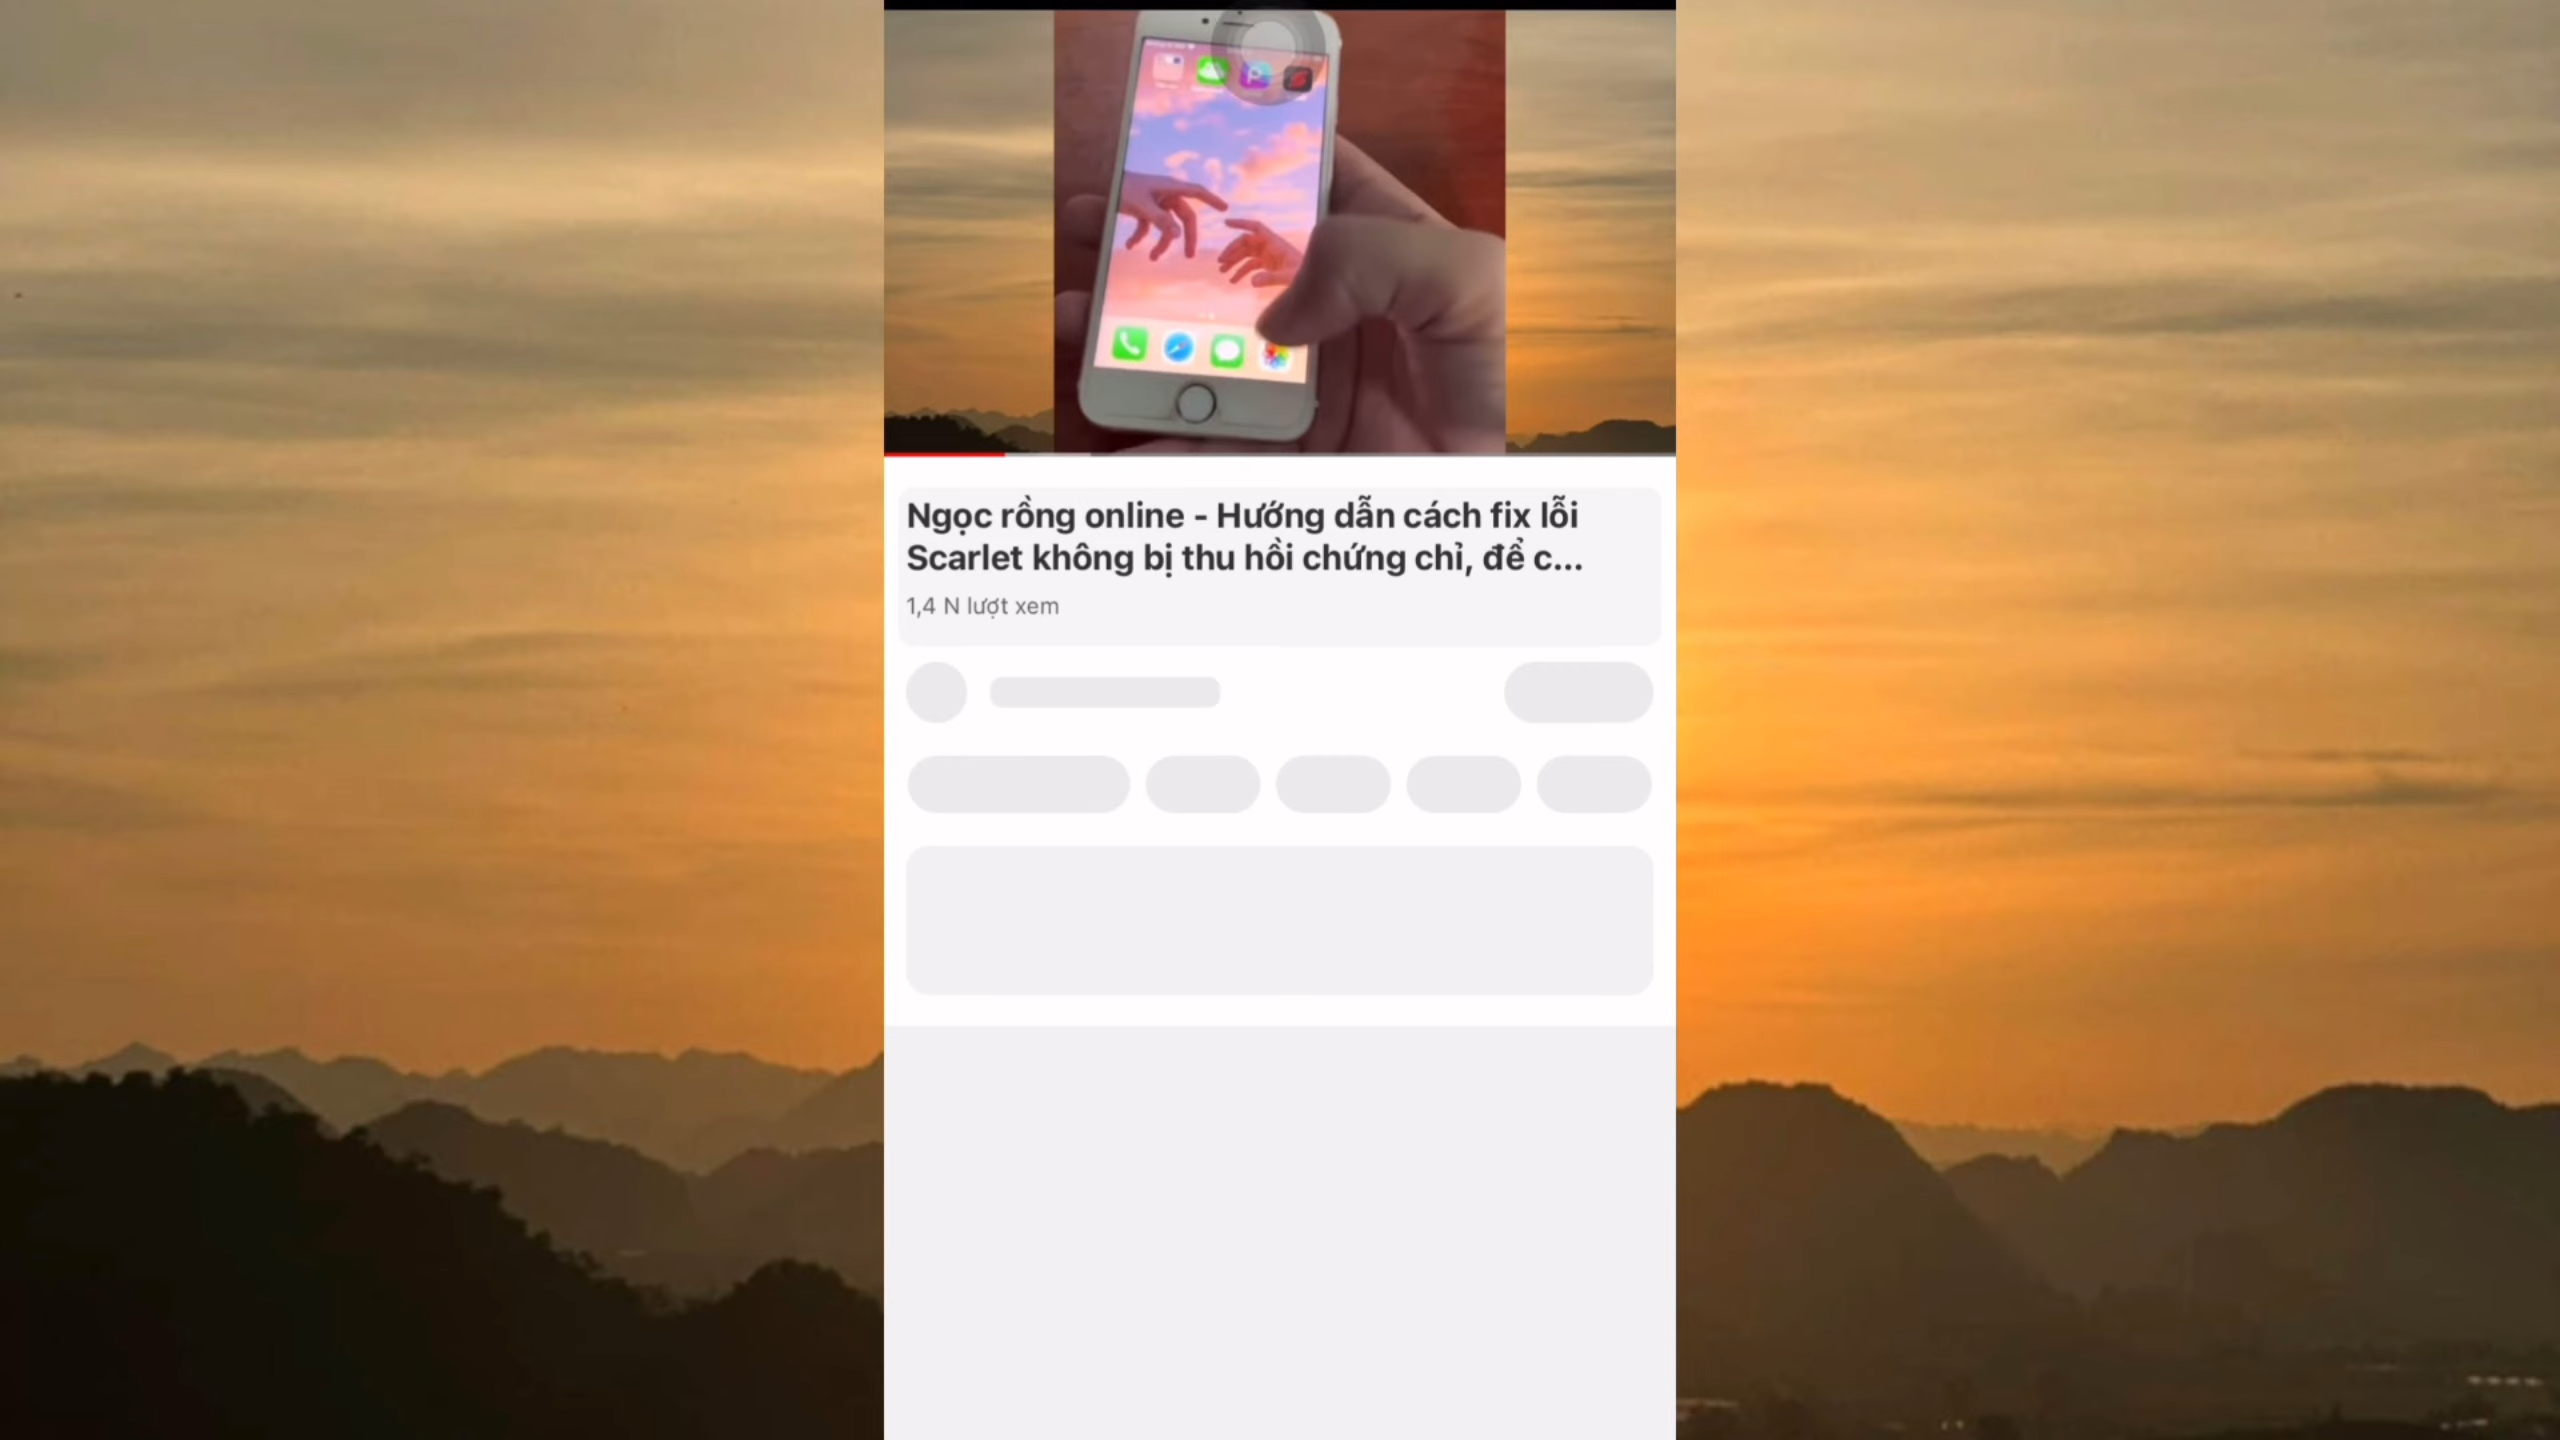 Ngọc rồng online - Hướng dẫn cách fix lỗi
Scarlet không bị thu hồi chứng chỉ, để c...
1,4 N lượt xem